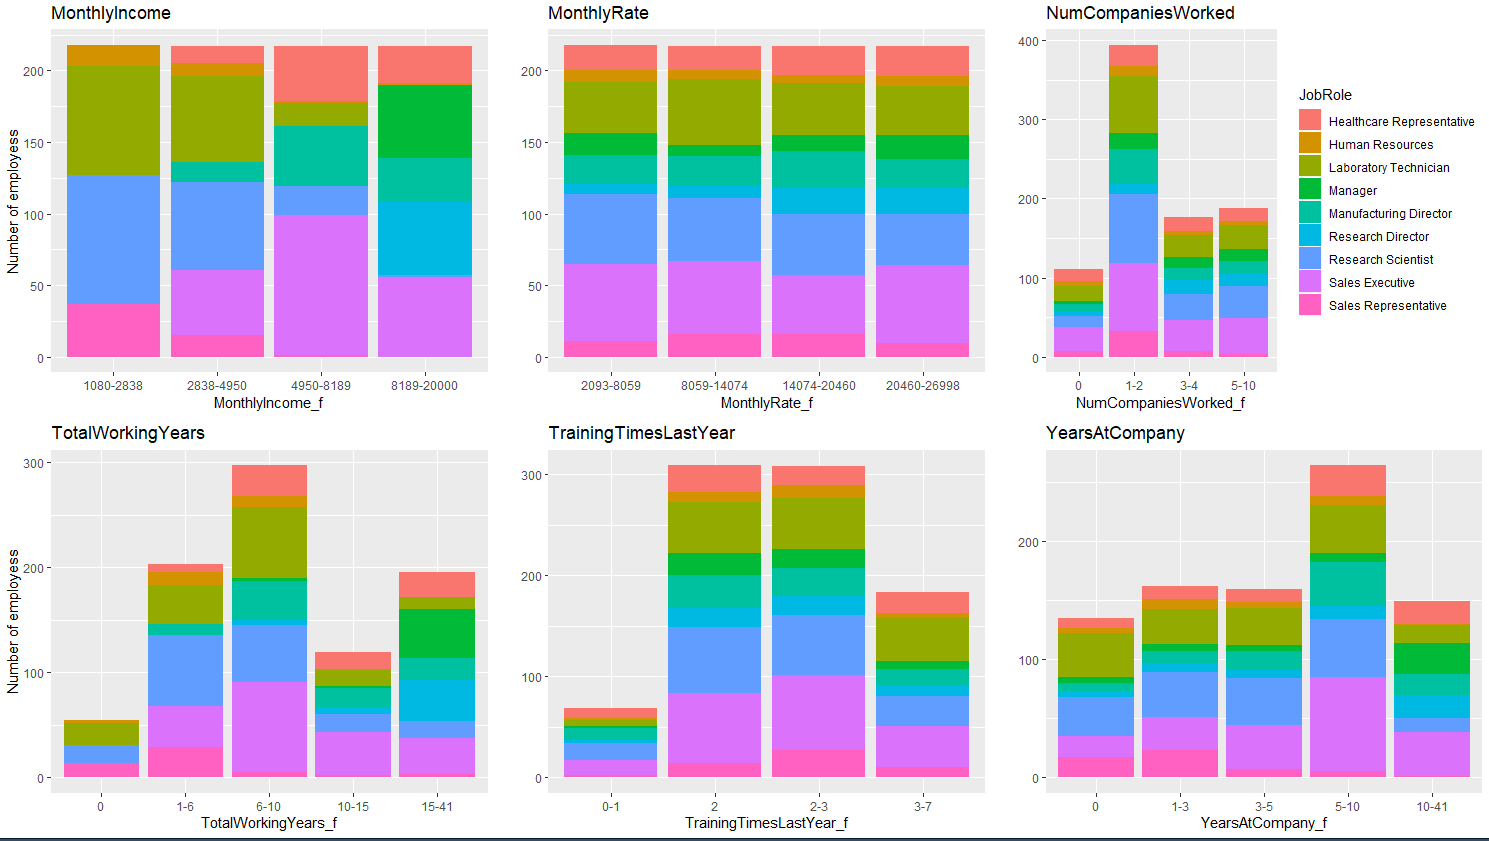 MonthlyIncome
MonthlyRate
NumCompaniesWorked
Number of employess
200
150
100
50
0
1080-2838
2838-4950
4950-8189
8189-20000
MonthlyIncome_f
200
150
100
50
0
2093-8059
8059-14074
14074-20460
20460-26998
MonthlyRate_f
400
300
200
100
0
0
1-2
3-4
5-10
NumCompaniesWorked_f
JobRole
Healthcare Representative
Human Resources
Laboratory Technician
Manager
Manufacturing Director
Research Director
Research Scientist
Sales Executive
Sales Representative
TotalWorkingYears
TrainingTimesLastYear
YearsAtCompany
Number of employess
300
200
100
0
0
1-6
6-10
10-15
15-41
TotalWorkingYears_f
300
200
100
0
0-1
2
2-3
3-7
TrainingTimesLastYear_f
200
100
0
0
1-3
3-5
5-10
10-41
YearsAtCompany_f